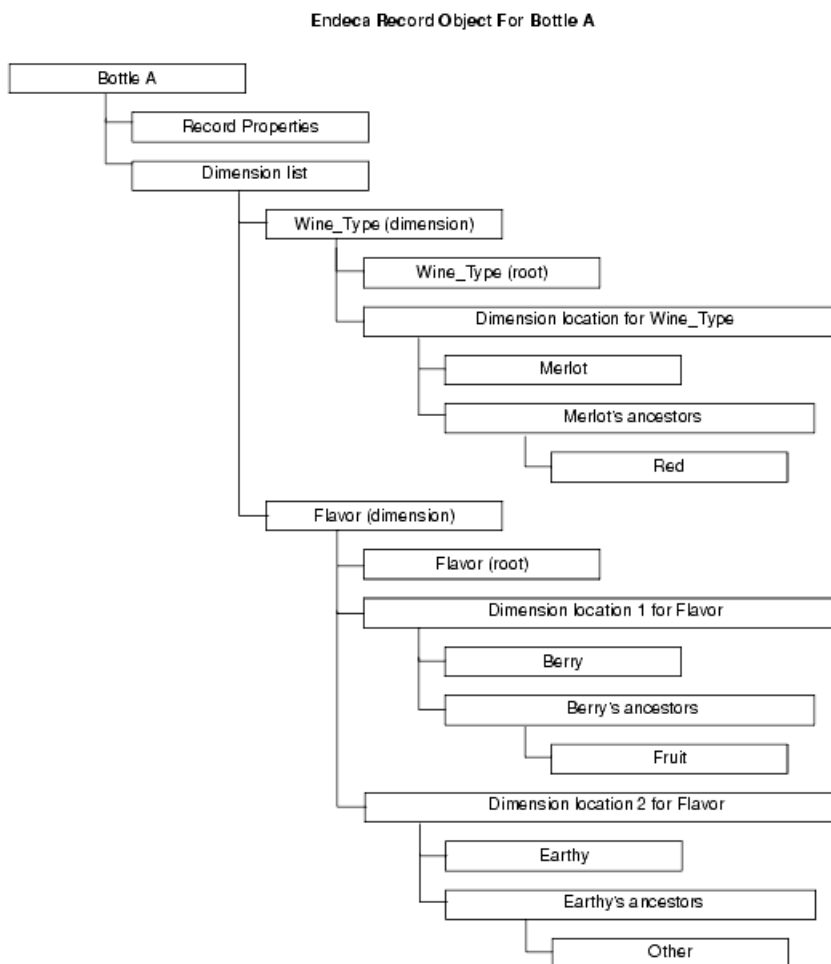 Endeca Record Object For Bottle A
Bottle A
Record Properties
Dimension list
Wine_Type (dimension)
Wine_Type (root)
Dimension location for Wine_Type
Merlot
Merlot's ancestors
Red
Flavor (dimension)
Flavor (root)
Dimension location 1 for Flavor
Berry
Berry's ancestors
Fruit
Dimension location 2 for Flavor
Earthy
Earthy's ancestors
Other